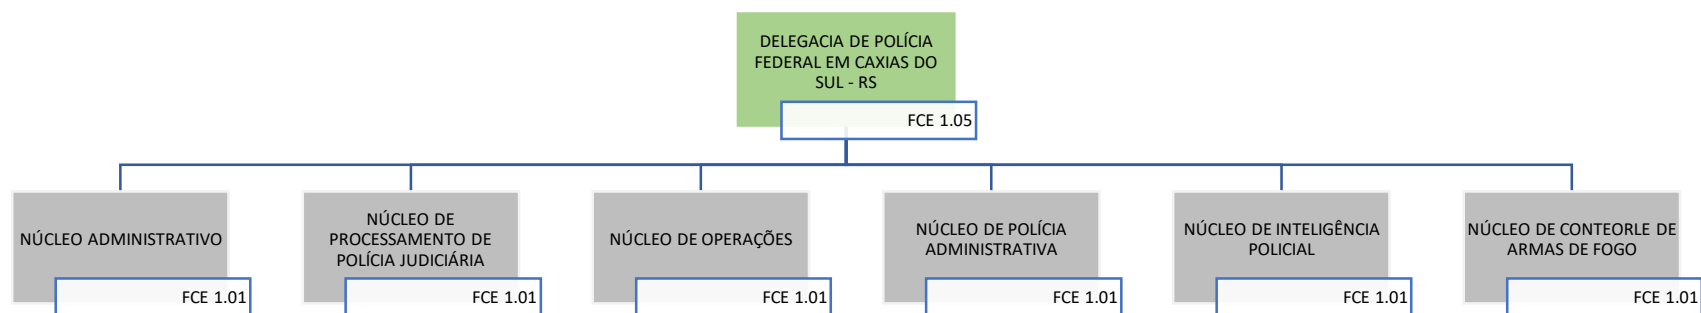 DELEGACIA DE POLÍCIA
FEDERAL EM CAXIAS DO
SUL - RS
FCE 1.05
NÚCLEO ADMINISTRATIVO
FCE 1.01
NÚCLEO DE
PROCESSAMENTO DE
POLÍCIA JUDICIÁRIA
FCE 1.01
NÚCLEO DE OPERAÇÕES
FCE 1.01
NÚCLEO DE POLÍCIA
ADMINISTRATIVA
FCE 1.01
NÚCLEO DE INTELIGÊNCIA
POLICIAL
FCE 1.01
NÚCLEO DE CONTEORLE DE
ARMAS DE FOGO
FCE 1.01